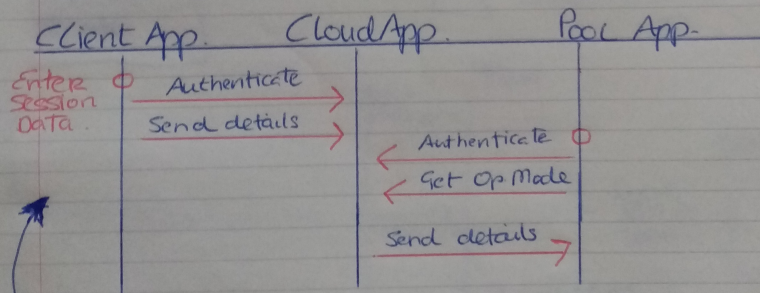 Client App. CloudApp. Pool App.
Enter
Session
Data.
Authenticate
Send details
Authenticate
Get Op Mode
Send details